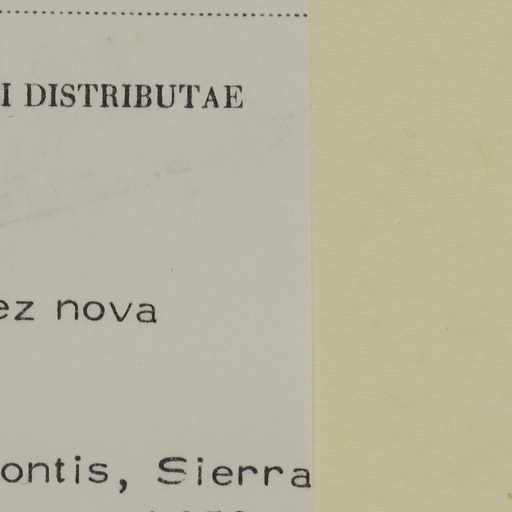 I DISTRIBUTAE
ez nova
ontis, Sierra